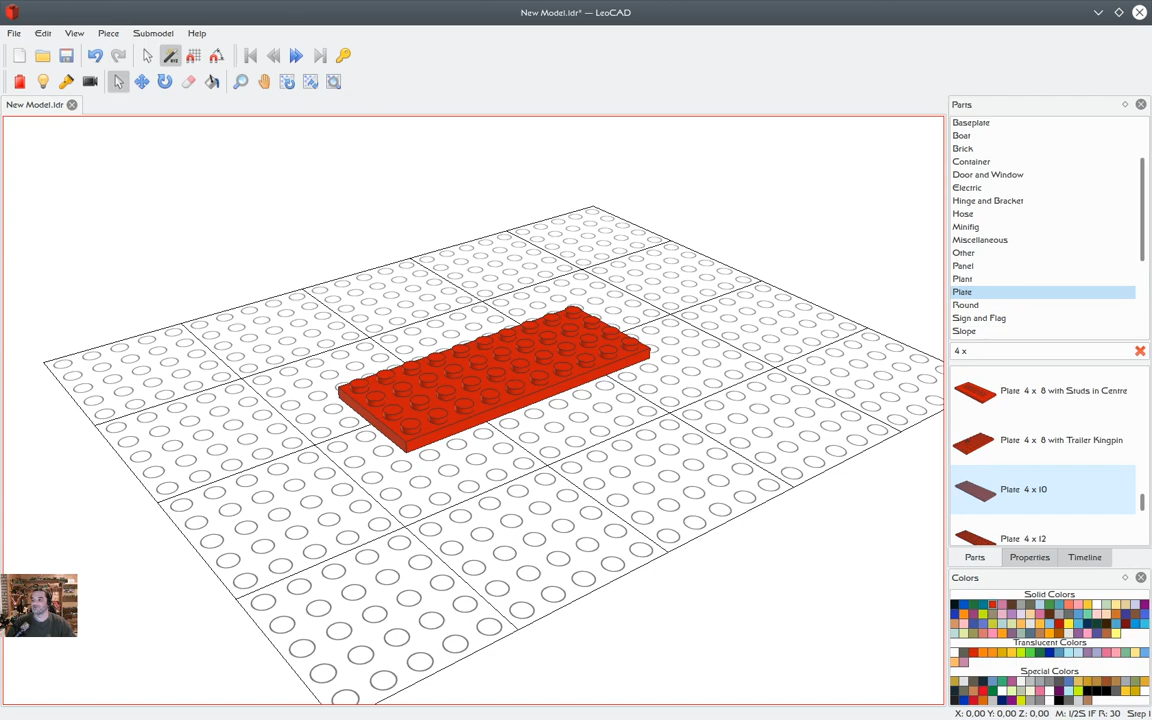 New Model.ldr* — LeoCAD
File Edit View Piece Submodel Help
New Model.ldr
Parts
Baseplate
Boat
Brick
Container
Door and Window
Electric
Hinge and Bracket
Hose
Minifig
Miscellaneous
Other
Panel
Plant
Plate
Round
Sign and Flag
Slope
4 x
Plate 4 x 8 with Studs in Centre
Plate 4 x 8 with Trailer Kingpin
Plate 4 x 10
Plate 4 x 12
Parts Properties Timeline
Colors
Solid Colors
Translucent Colors
Special Colors
X: 0,00 Y: 0,00 Z: 0,00 M: 1/2S 1F R: 30 Step 1